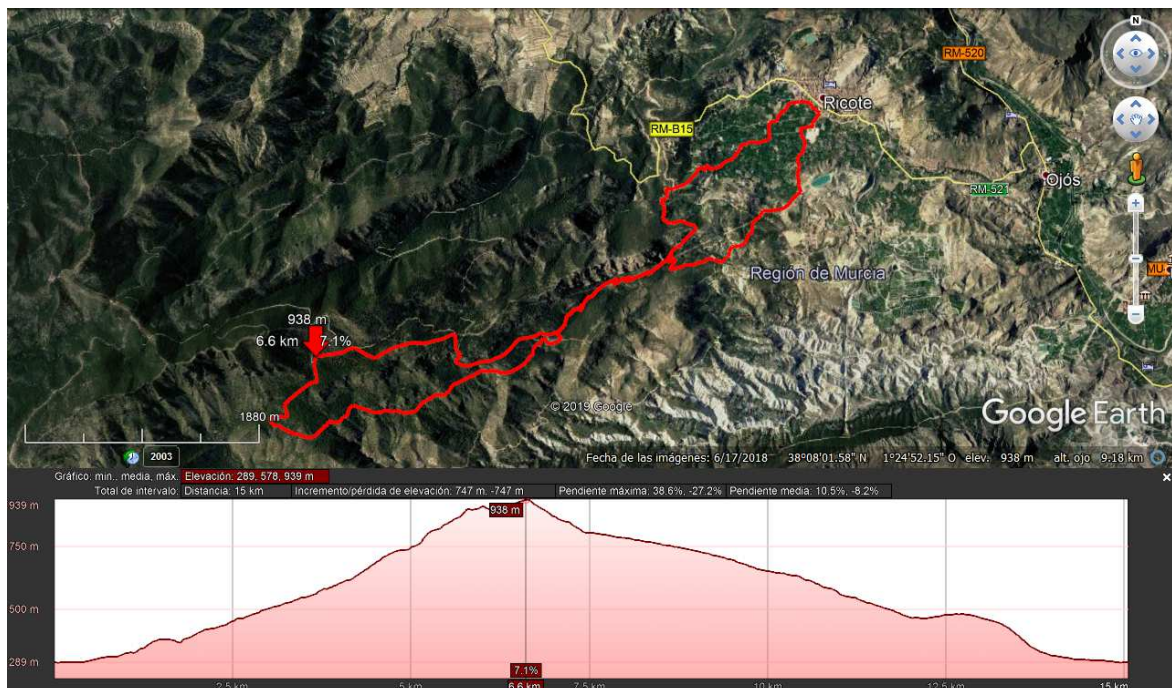 N
RM-520
Ricote
RM-B15
RM-521
Ojós
Región de Murcia
MU
938 m
6.6 km 7.1%
1880 m
© 2019 Google
Google Earth
2003
Fecha de las imágenes: 6/17/2018 38°08'01.58" N 1°24'52.15" O elev. 938 m alt. ojo 9.18 km
Gráfico: min., media, máx. Elevación: 289, 578, 939 m
Total de intervalo: Distancia: 15 km Incremento/pérdida de elevación: 747 m, -747 m Pendiente máxima: 38.6%, -27.2% Pendiente media: 10.5%, -8.2%
939 m
938 m
750 m
500 m
289 m
7.1%
2.5 km 5 km 6.6 km 7.5 km 10 km 12.5 km 15 km